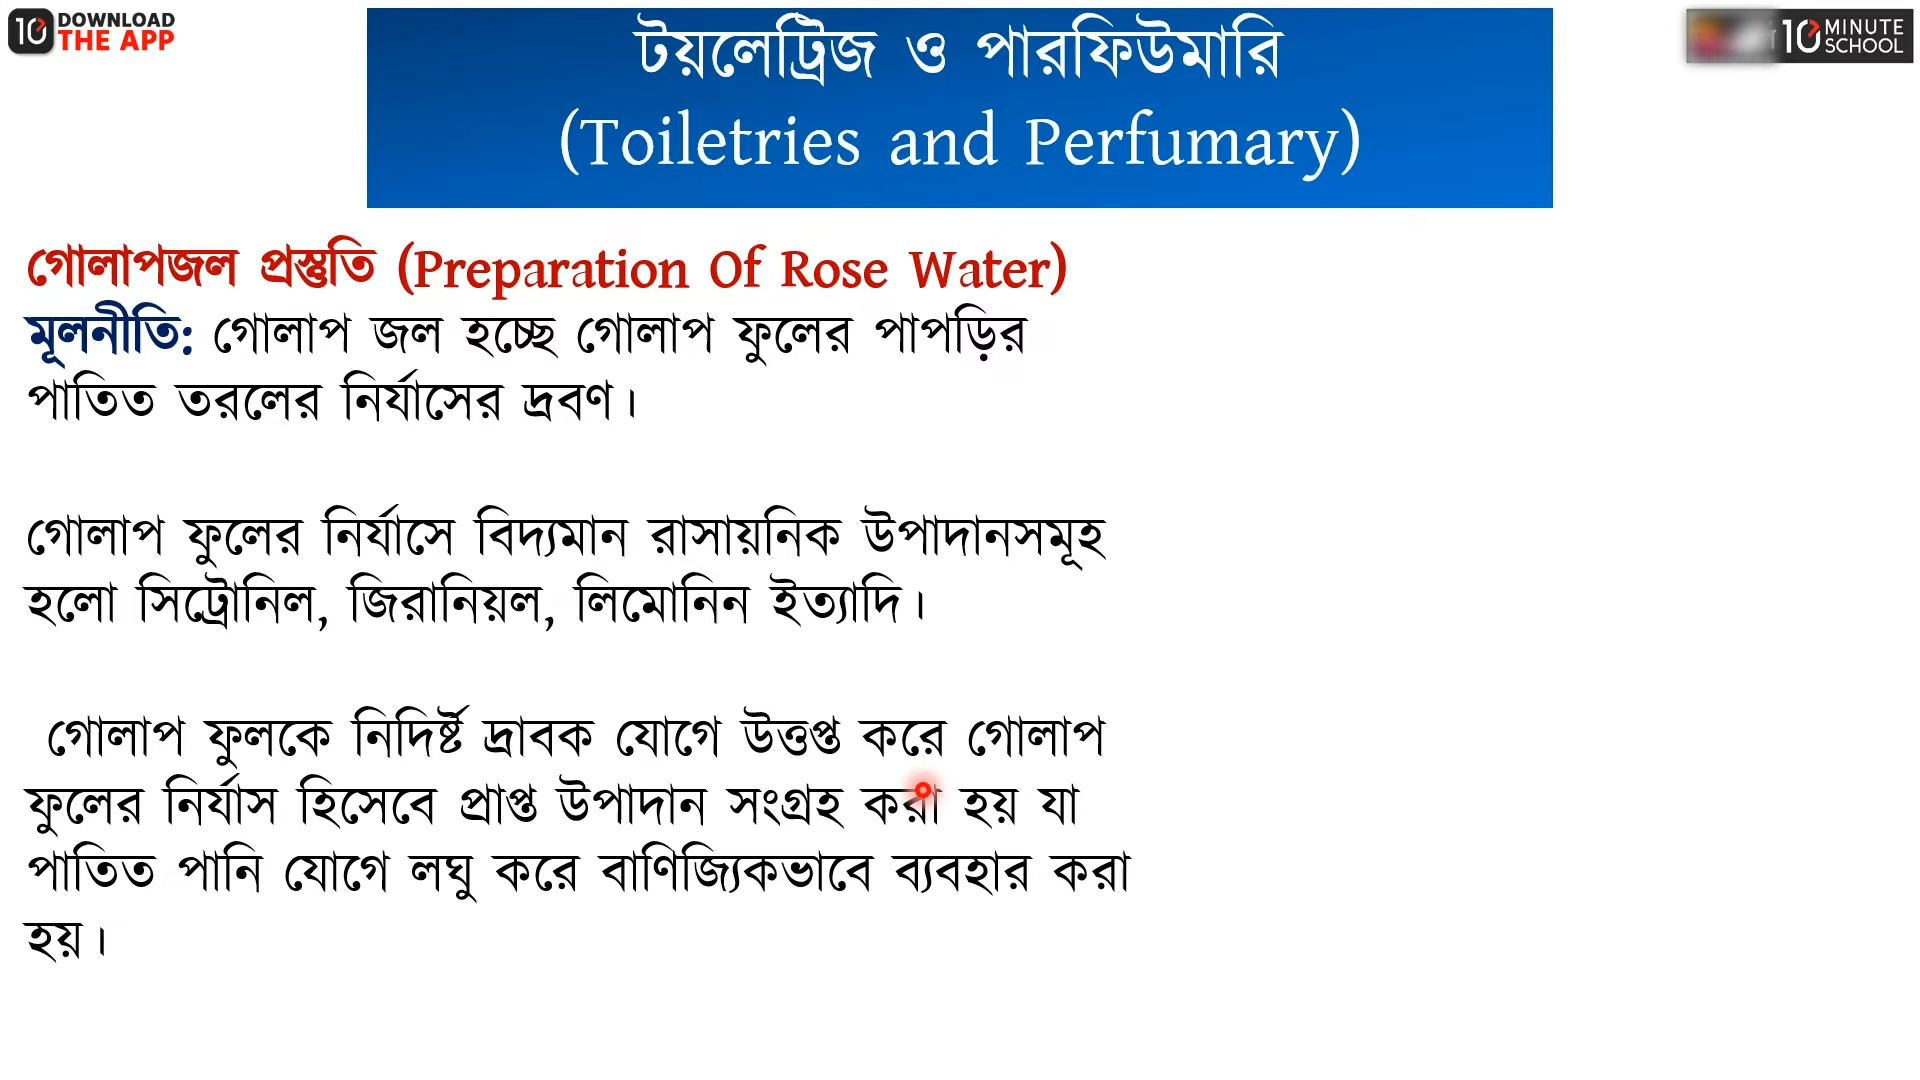 10 DOWNLOAD THE APP
টয়লেট্রিজ ও পারফিউমারি
(Toiletries and Perfumary)
10 MINUTE SCHOOL
গোলাপজল প্রস্তুতি (Preparation Of Rose Water)
মূলনীতি: গোলাপ জল হচ্ছে গোলাপ ফুলের পাপড়ির
পাতিত তরলের নির্যাসের দ্রবণ।
গোলাপ ফুলের নির্যাসে বিদ্যমান রাসায়নিক উপাদানসমূহ
হলো সিট্রোনিল, জিরানিয়ল, লিমোনিন ইত্যাদি।
গোলাপ ফুলকে নিদির্ষ্ট দ্রাবক যোগে উত্তপ্ত করে গোলাপ
ফুলের নির্যাস হিসেবে প্রাপ্ত উপাদান সংগ্রহ করা হয় যা
পাতিত পানি যোগে লঘু করে বাণিজ্যিকভাবে ব্যবহার করা
হয়।